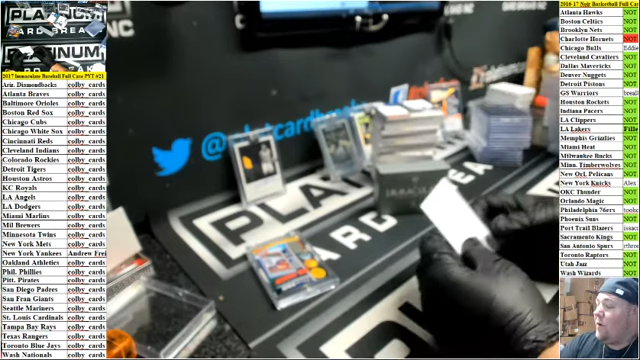 PLATINUM
CARD BREAKS
PLATINUM
2017 Immaculate Baseball Full Case PYT #21
Ariz. Diamondbacks colby_cards
Atlanta Braves colby_cards
Baltimore Orioles colby_cards
Boston Red Sox colby_cards
Chicago Cubs colby_cards
Chicago White Sox colby_cards
Cincinnati Reds colby_cards
Cleveland Indians colby_cards
Colorado Rockies colby_cards
Detroit Tigers colby_cards
Houston Astros colby_cards
KC Royals colby_cards
LA Angels colby_cards
LA Dodgers colby_cards
Miami Marlins colby_cards
Mil Brewers colby_cards
Minnesota Twins colby_cards
New York Mets colby_cards
New York Yankees Andrew Frei
Oakland Athletics colby_cards
Phil. Phillies colby_cards
Pitt. Pirates colby_cards
San Diego Padres colby_cards
San Fran Giants colby_cards
Seattle Mariners colby_cards
St. Louis Cardinals colby_cards
Tampa Bay Rays colby_cards
Texas Rangers colby_cards
Toronto Blue Jays colby_cards
Wash Nationals colby_cards
IMMACULATE
2016-17 Noir Basketball Full Cas
Atlanta Hawks NOT
Boston Celtics NOT
Brooklyn Nets NOT
Charlotte Hornets NOT
Chicago Bulls Eddie
Cleveland Cavaliers NOT
Dallas Mavericks NOT
Denver Nuggets NOT
Detroit Pistons NOT
GS Warriors
Houston Rockets NOT
Indiana Pacers NOT
LA Clippers NOT
LA Lakers Fille
Memphis Grizzlies NOT
Miami Heat NOT
Milwaukee Bucks NOT
Minn. Timberwolves NOT
New Orl. Pelicans NOT
New York Knicks Alex
OKC Thunder NOT
Orlando Magic NOT
Philadelphia 76ers
Phoenix Suns NOT
Port Trail Blazers
Sacramento Kings NOT
San Antonio Spurs
Toronto Raptors NOT
Utah Jazz NOT
Wash Wizards NOT